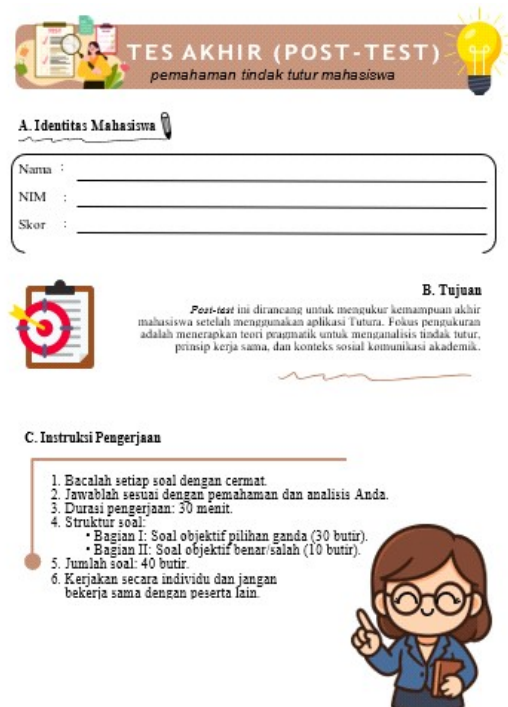 TES AKHIR (POST-TEST)
pemahaman tindak tutur mahasiswa
A. Identitas Mahasiswa
Nama :
NIM :
Skor :
B. Tujuan
Post-test ini dirancang untuk mengukur kemampuan akhir
mahasiswa setelah menggunakan aplikasi Tutura. Fokus pengukuran
adalah menerapkan teori pragmatik untuk menganalisis tindak tutur,
prinsip kerja sama, dan konteks sosial komunikasi akademik.
C. Instruksi Pengerjaan
1. Bacalah setiap soal dengan cermat.
2. Jawablah sesuai dengan pemahaman dan analisis Anda.
3. Durasi pengerjaan: 30 menit.
4. Struktur soal:
• Bagian I: Soal objektif pilihan ganda (30 butir).
• Bagian II: Soal objektif benar/salah (10 butir).
5. Jumlah soal: 40 butir.
6. Kerjakan secara individu dan jangan
bekerja sama dengan peserta lain.